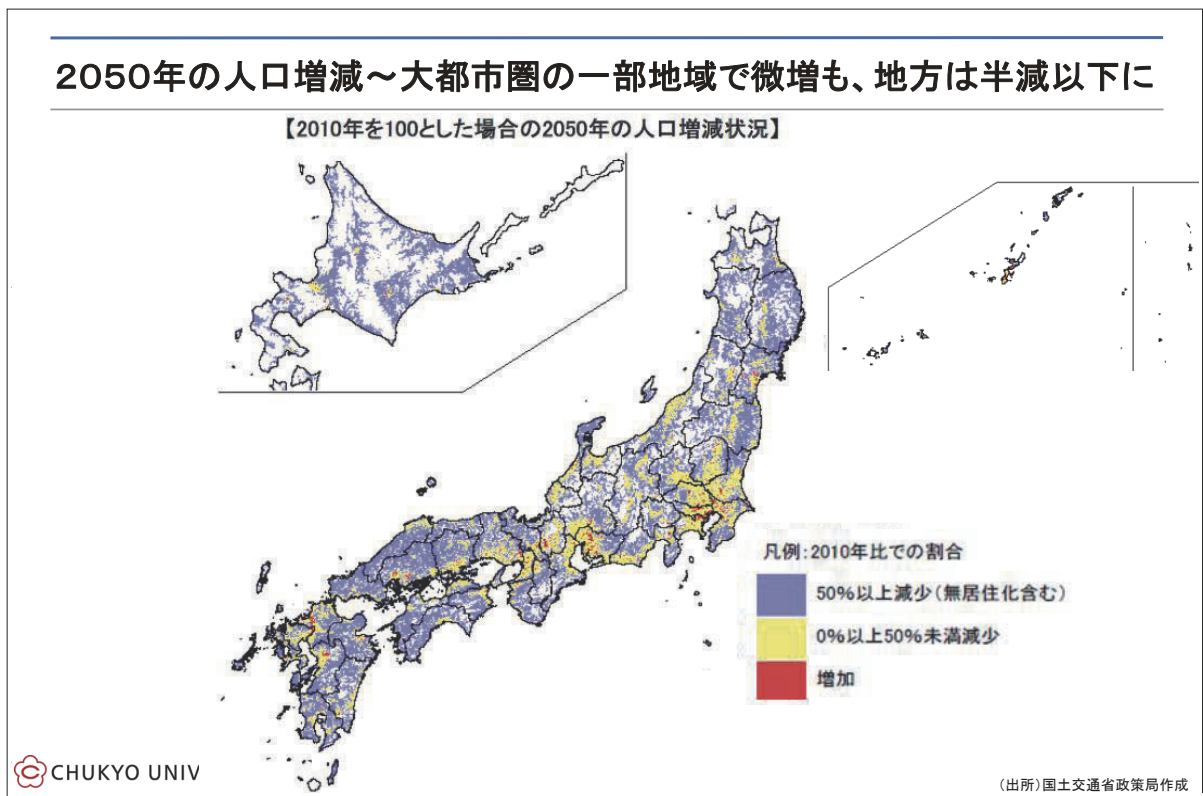 2050年の人口増減～大都市圏の一部地域で微増も、地方は半減以下に
【2010年を100とした場合の2050年の人口増減状況】
凡例：2010年比での割合
50％以上減少（無居住化含む）
0％以上50％未満減少
増加
CHUKYO UNIV
（出所）国土交通省政策局作成